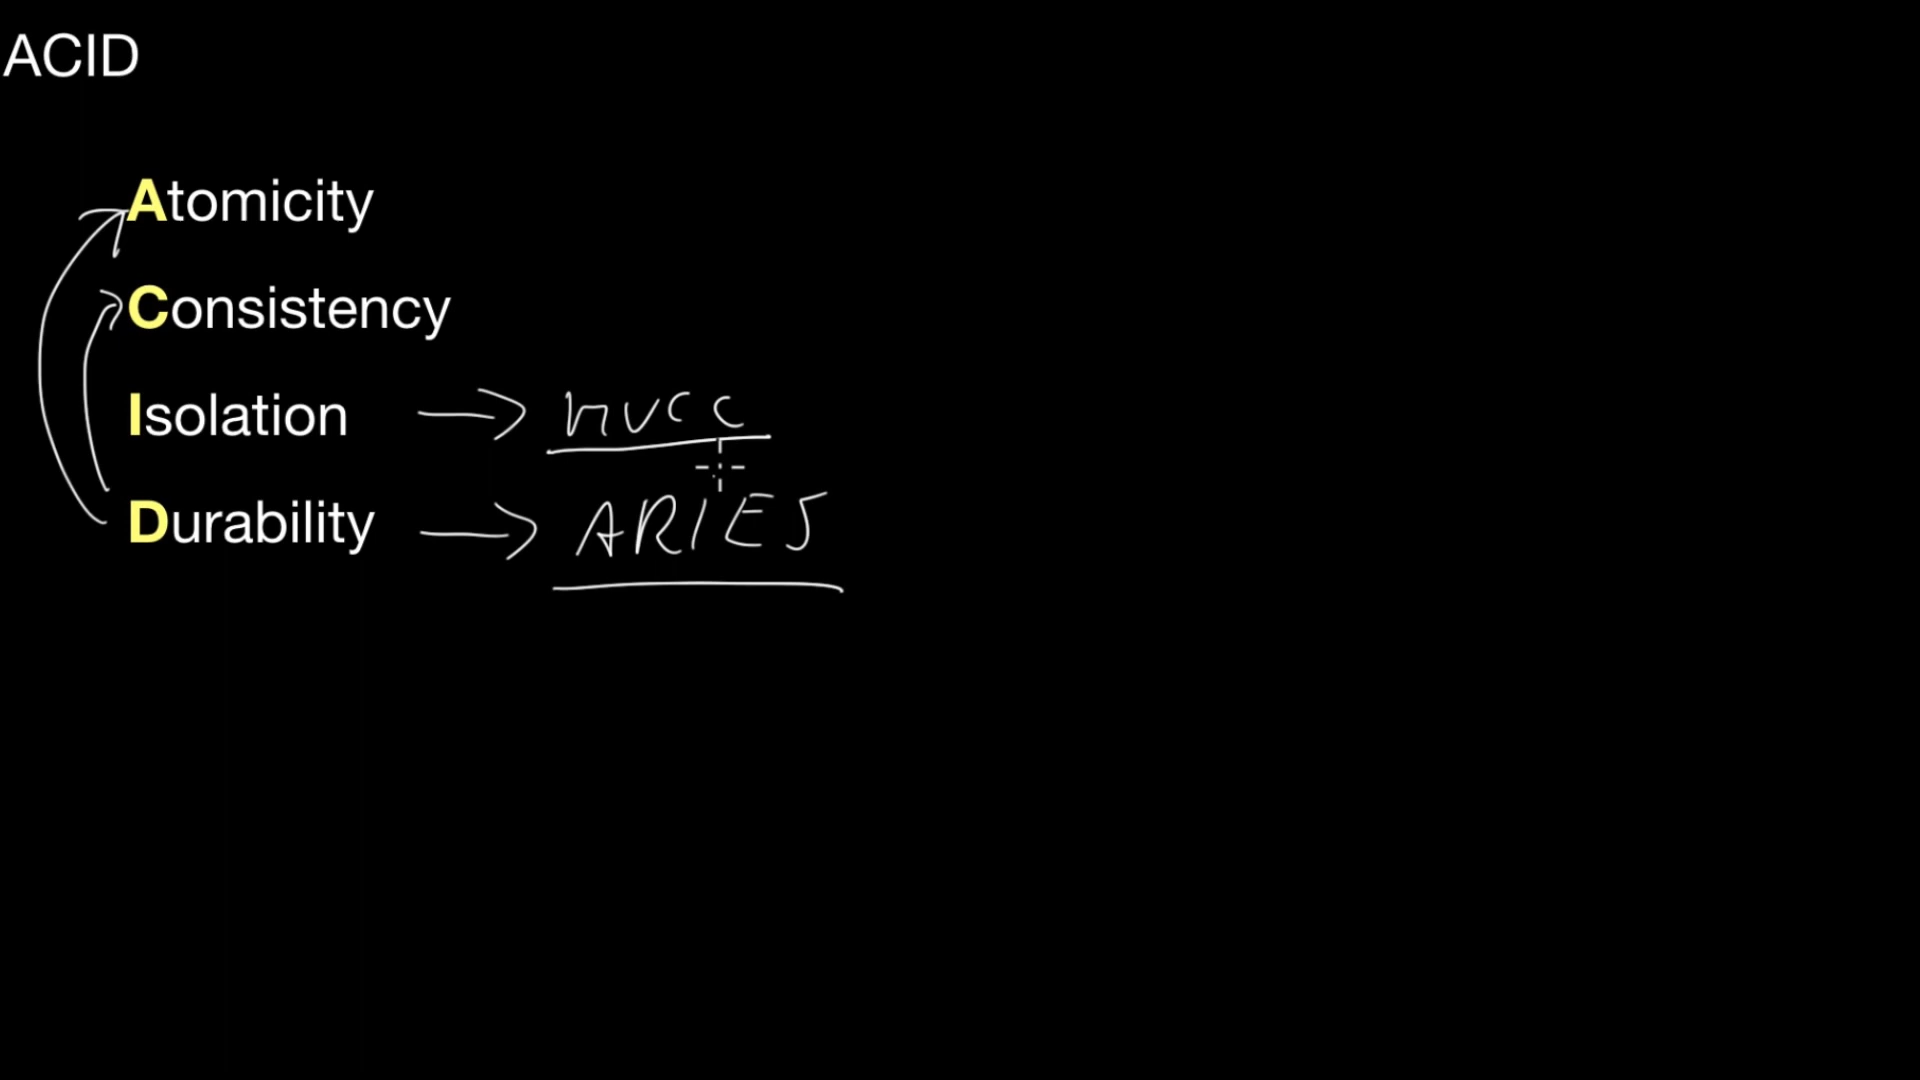 ACID
Atomicity
Consistency
Isolation → MVCC
Durability → ARIES